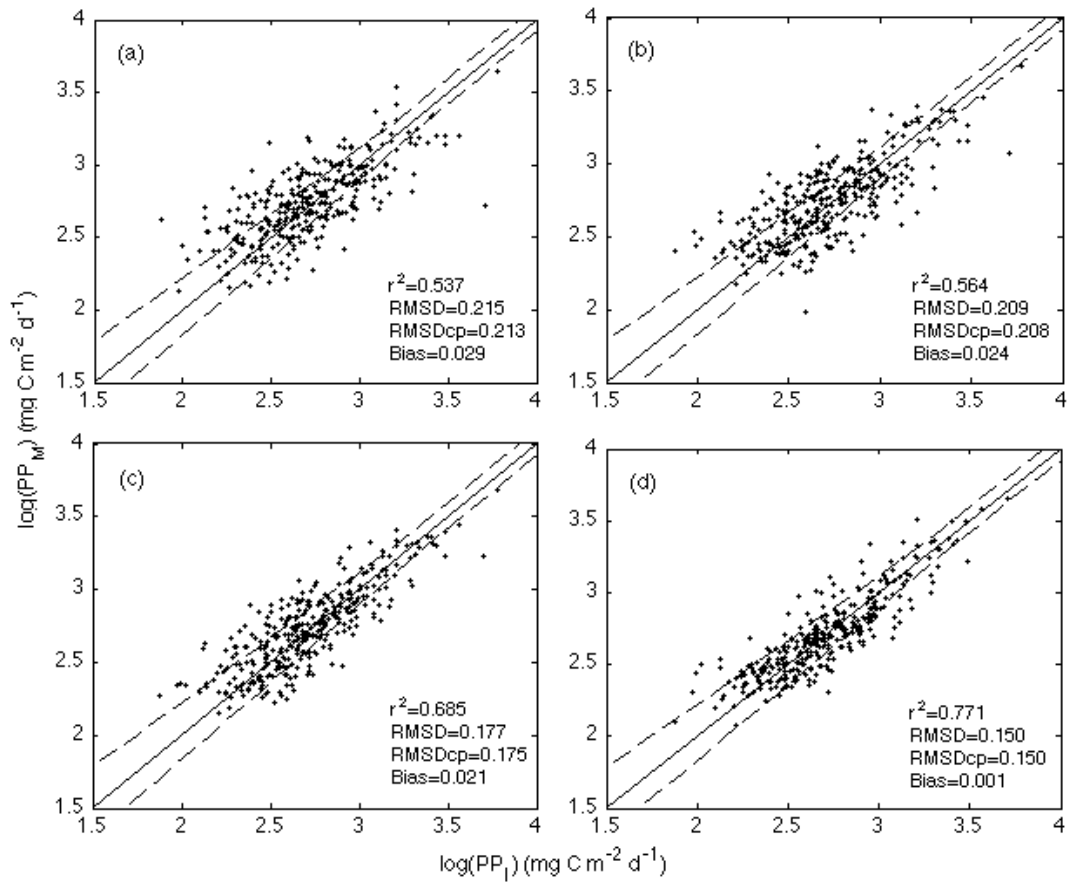 4
3.5
3
2.5
2
1.5
(a)
r²=0.537
RMSD=0.215
RMSDcp=0.213
Bias=0.029
1.5 2 2.5 3 3.5 4
4
3.5
3
2.5
2
1.5
(b)
r²=0.564
RMSD=0.209
RMSDcp=0.208
Bias=0.024
1.5 2 2.5 3 3.5 4
log(PP_M) (mg C m⁻² d⁻¹)
4
3.5
3
2.5
2
1.5
(c)
r²=0.685
RMSD=0.177
RMSDcp=0.175
Bias=0.021
1.5 2 2.5 3 3.5 4
4
3.5
3
2.5
2
1.5
(d)
r²=0.771
RMSD=0.150
RMSDcp=0.150
Bias=0.001
1.5 2 2.5 3 3.5 4
log(PP_I) (mg C m⁻² d⁻¹)